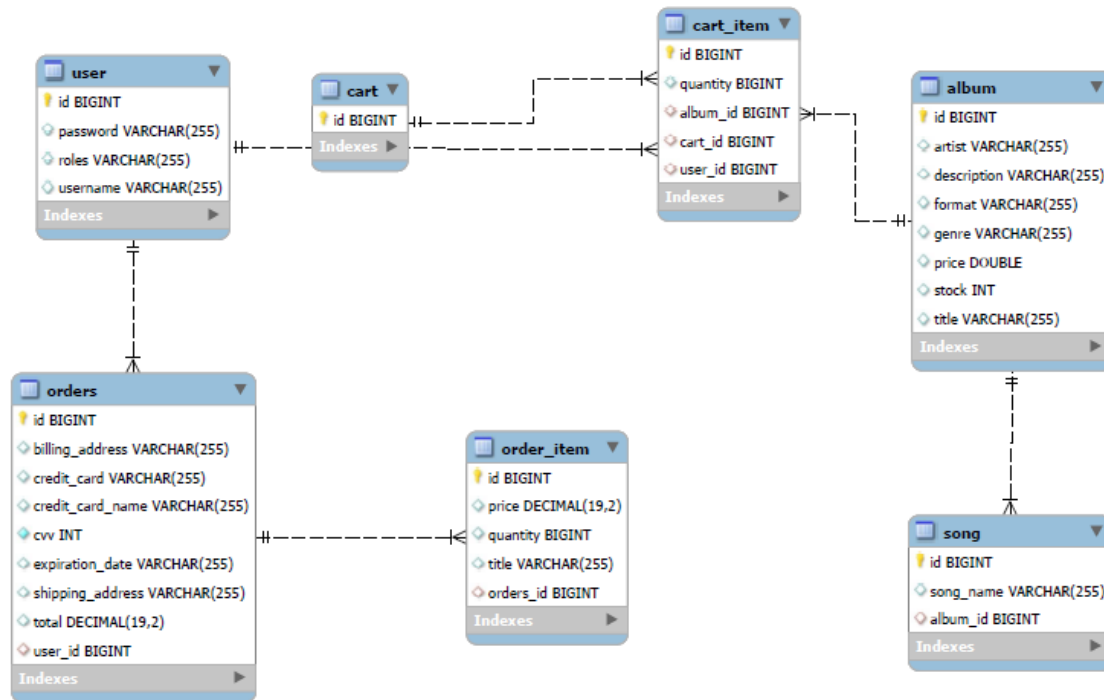 user
id BIGINT
password VARCHAR(255)
roles VARCHAR(255)
username VARCHAR(255)
Indexes
cart
id BIGINT
Indexes
cart_item
id BIGINT
quantity BIGINT
album_id BIGINT
cart_id BIGINT
user_id BIGINT
Indexes
album
id BIGINT
artist VARCHAR(255)
description VARCHAR(255)
format VARCHAR(255)
genre VARCHAR(255)
price DOUBLE
stock INT
title VARCHAR(255)
Indexes
orders
id BIGINT
billing_address VARCHAR(255)
credit_card VARCHAR(255)
credit_card_name VARCHAR(255)
cvv INT
expiration_date VARCHAR(255)
shipping_address VARCHAR(255)
total DECIMAL(19,2)
user_id BIGINT
Indexes
order_item
id BIGINT
price DECIMAL(19,2)
quantity BIGINT
title VARCHAR(255)
orders_id BIGINT
Indexes
song
id BIGINT
song_name VARCHAR(255)
album_id BIGINT
Indexes